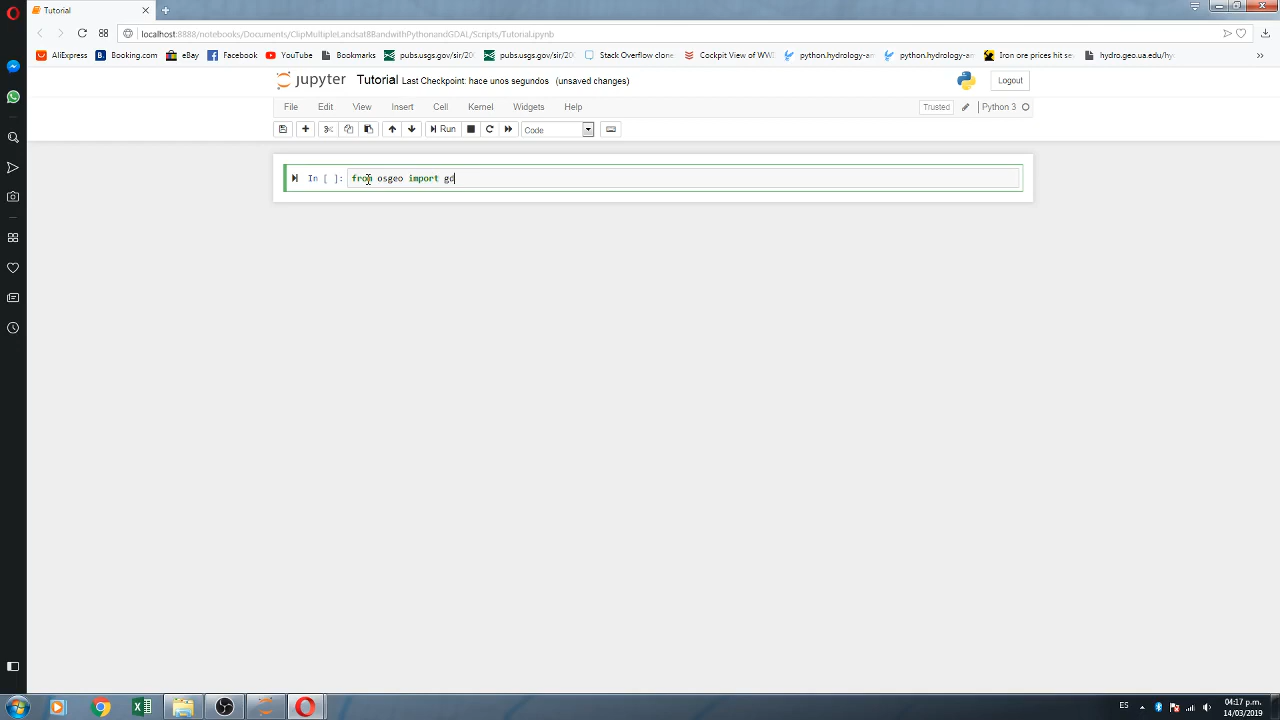 Tutorial
localhost:8888/notebooks/Documents/ClipMultipleLandsat8BandwithPythonandGDAL/Scripts/Tutorial.ipynb
AliExpress Booking.com eBay Facebook YouTube Bookmarks pubs.usgs.gov/sir/20 pubs.usgs.gov/sir/20 Stack Overflow clone Toolkit View of WWI python.hydrology-am python.hydrology-am Iron ore prices hit se hydro.geo.ua.edu/hy
jupyter Tutorial Last Checkpoint: hace unos segundos (unsaved changes) Logout
File Edit View Insert Cell Kernel Widgets Help Trusted Python 3
Run Code
In [ ]: from osgeo import gd
ES 04:17 p.m.
14/03/2019